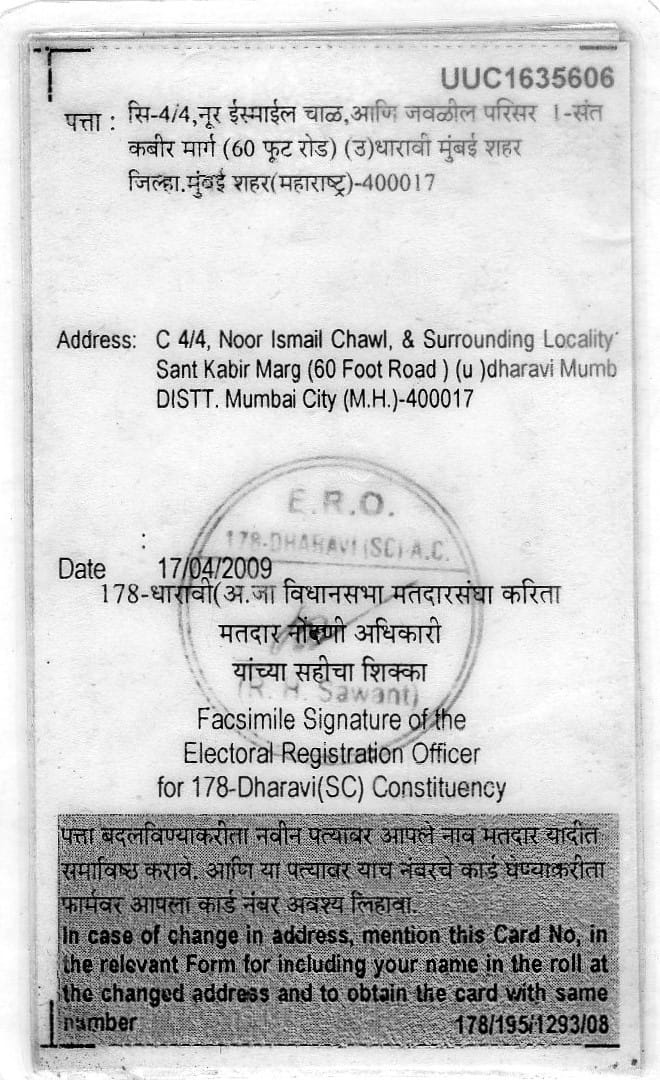 UUC1635606
पत्ता : सि-4/4,नूर ईस्माईल चाळ,आणि जवळील परिसर 1-संत
कबीर मार्ग (60 फूट रोड) (उ)धारावी मुंबई शहर
जिल्हा.मुंबई शहर(महाराष्ट्र)-400017
Address: C 4/4, Noor Ismail Chawl, & Surrounding Locality
Sant Kabir Marg (60 Foot Road ) (u )dharavi Mumb
DISTT. Mumbai City (M.H.)-400017
E.R.O.
178-DHARAVI (SC) A.C.
Date : 17/04/2009
178-धारावी(अ.जा विधानसभा मतदारसंघा करिता
मतदार नोंदणी अधिकारी
यांच्या सहीचा शिक्का
(R. H. Sawant)
Facsimile Signature of the
Electoral Registration Officer
for 178-Dharavi(SC) Constituency
पत्ता बदलविण्याकरीता नवीन पत्यावर आपले नाव मतदार यादीत
समाविष्ठ करावे. आणि या पत्यावर याच नंबरचे कार्ड घेण्याकरीता
फार्मवर आपला कार्ड नंबर अवश्य लिहावा.
In case of change in address, mention this Card No, in
the relevant Form for including your name in the roll at
the changed address and to obtain the card with same
number 178/195/1293/08